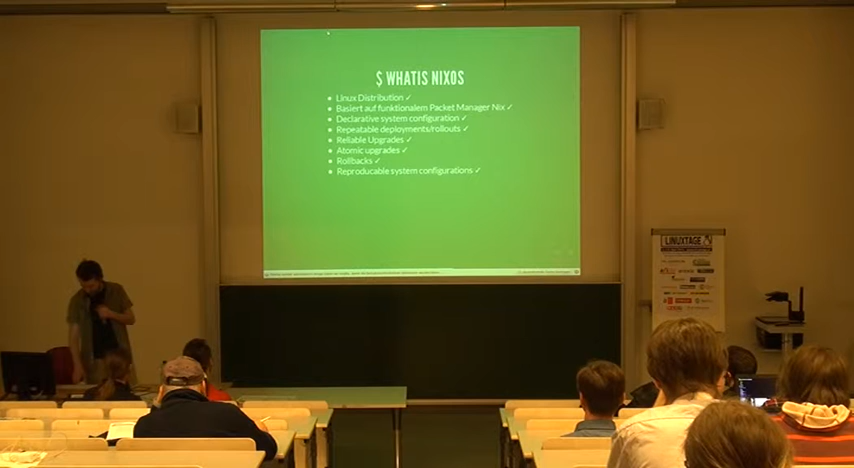 $ WHATIS NIXOS
Linux Distribution ✓
Basiert auf funktionalem Packet Manager Nix ✓
Declarative system configuration ✓
Repeatable deployments/rollouts ✓
Reliable Upgrades ✓
Atomic upgrades ✓
Rollbacks ✓
Reproducable system configurations ✓
LINUXTAGE